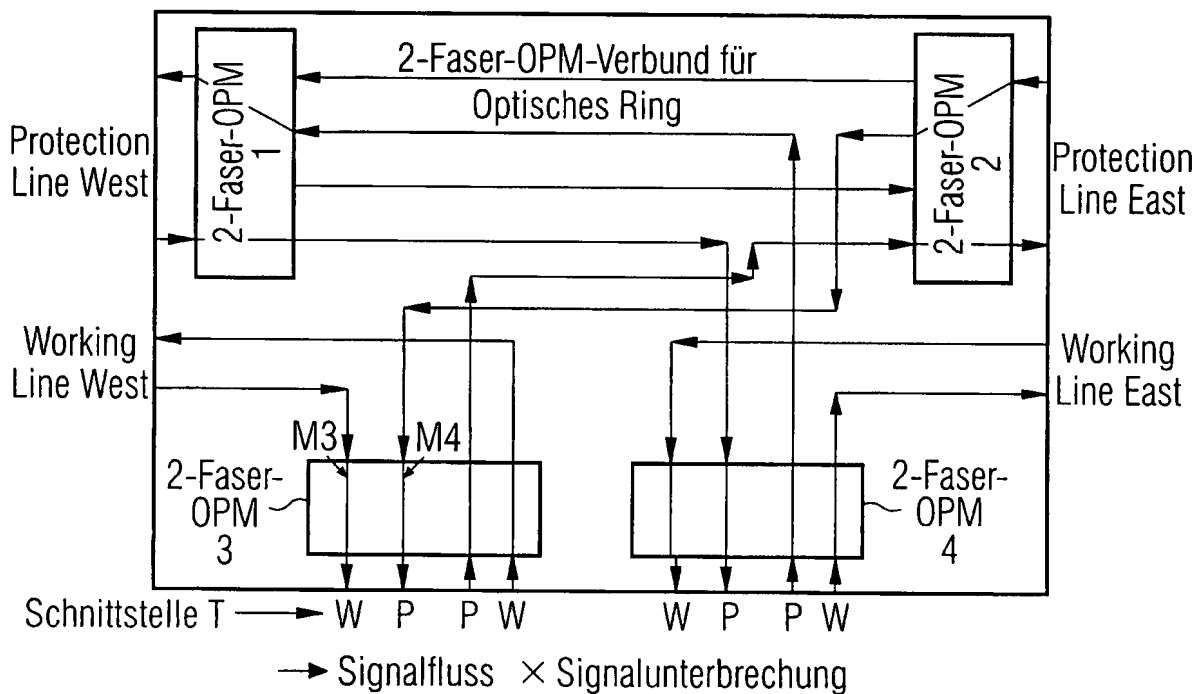 2-Faser-OPM-Verbund für
Optisches Ring
2-Faser-OPM
1
2-Faser-OPM
2
Protection
Line West
Protection
Line East
Working
Line West
Working
Line East
M3
M4
2-Faser-
OPM
3
2-Faser-
OPM
4
Schnittstelle T
W P P W
W P P W
Signalfluss × Signalunterbrechung